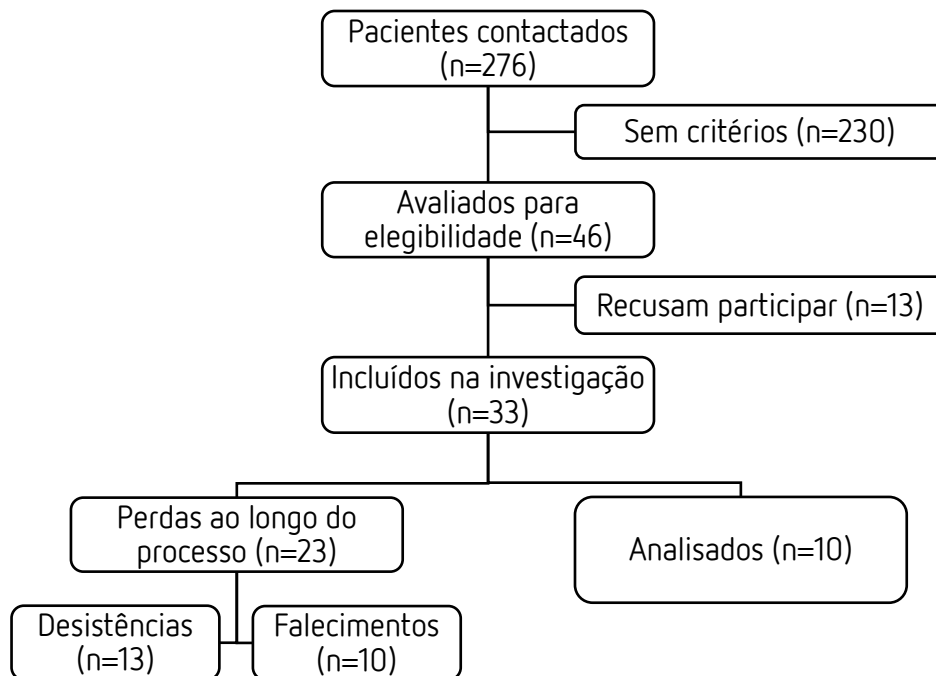 Pacientes contactados
(n=276)
Sem critérios (n=230)
Avaliados para
elegibilidade (n=46)
Recusam participar (n=13)
Incluídos na investigação
(n=33)
Perdas ao longo do
processo (n=23)
Analisados (n=10)
Desistências
(n=13)
Falecimentos
(n=10)